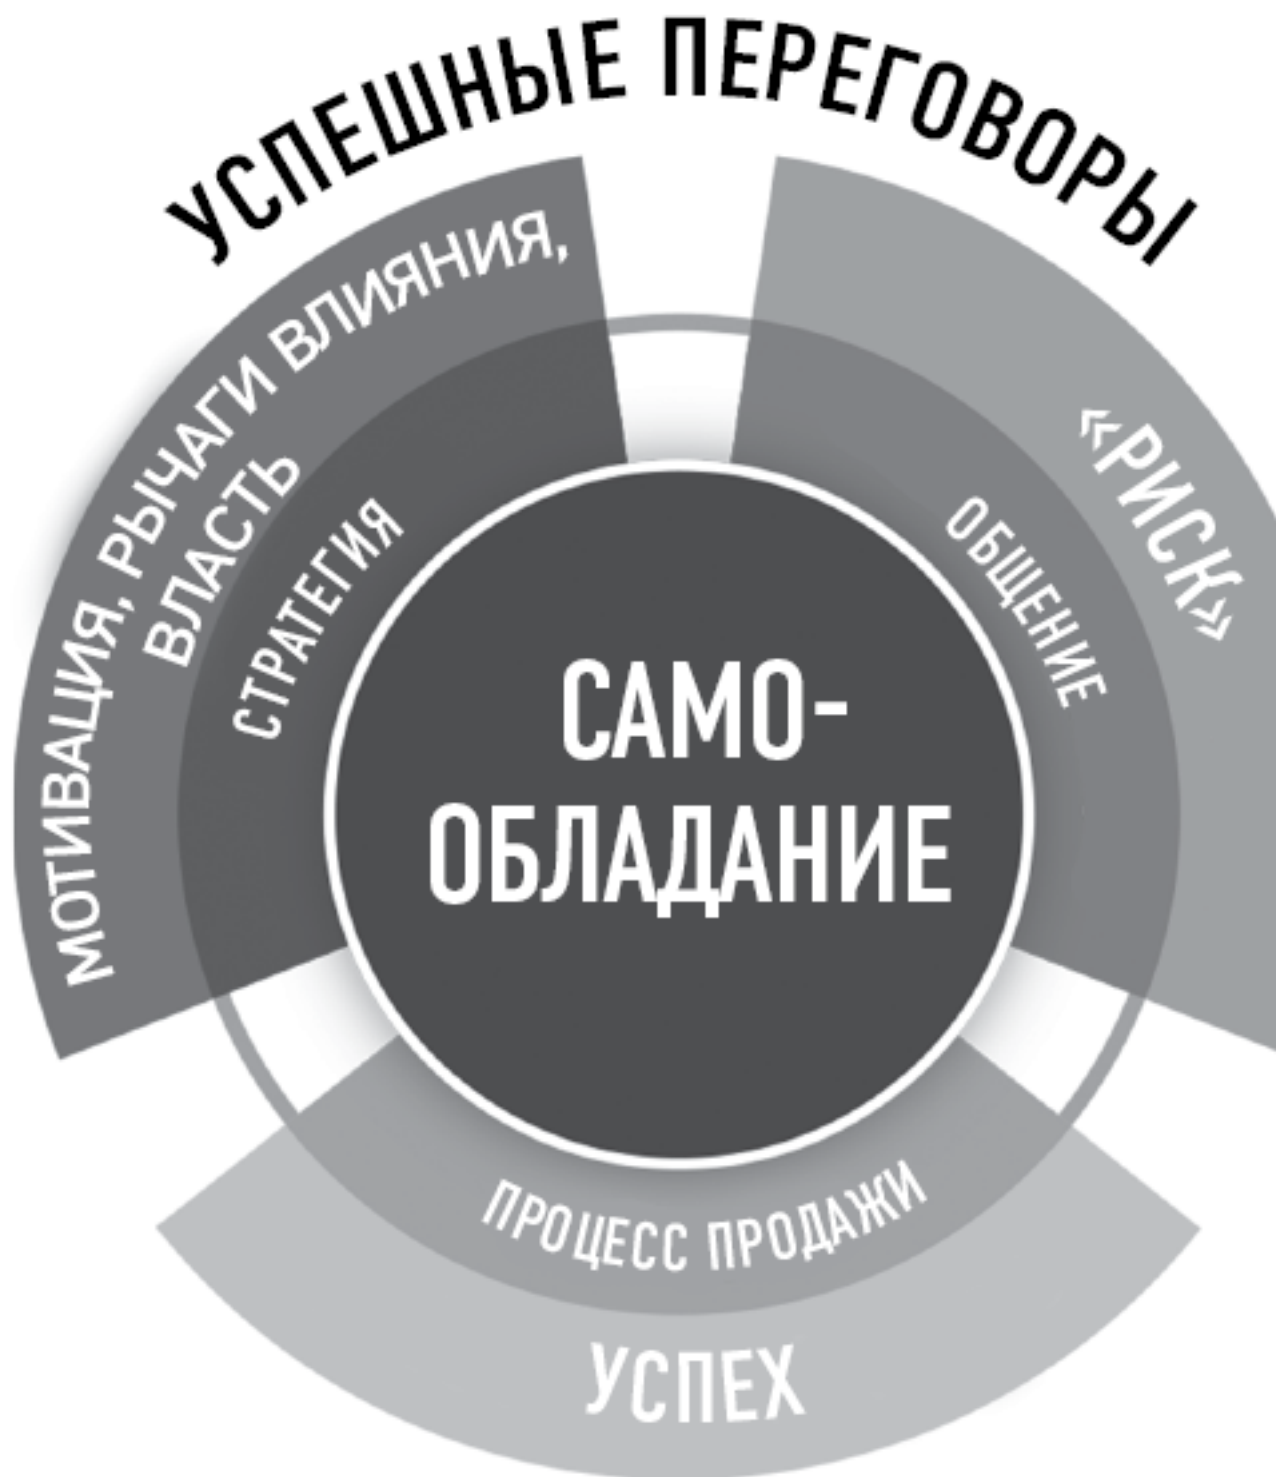 УСПЕШНЫЕ ПЕРЕГОВОРЫ
МОТИВАЦИЯ, РЫЧАГИ ВЛИЯНИЯ,
ВЛАСТЬ
СТРАТЕГИЯ
«РИСК»
ОБЩЕНИЕ
САМО-
ОБЛАДАНИЕ
ПРОЦЕСС ПРОДАЖИ
УСПЕХ